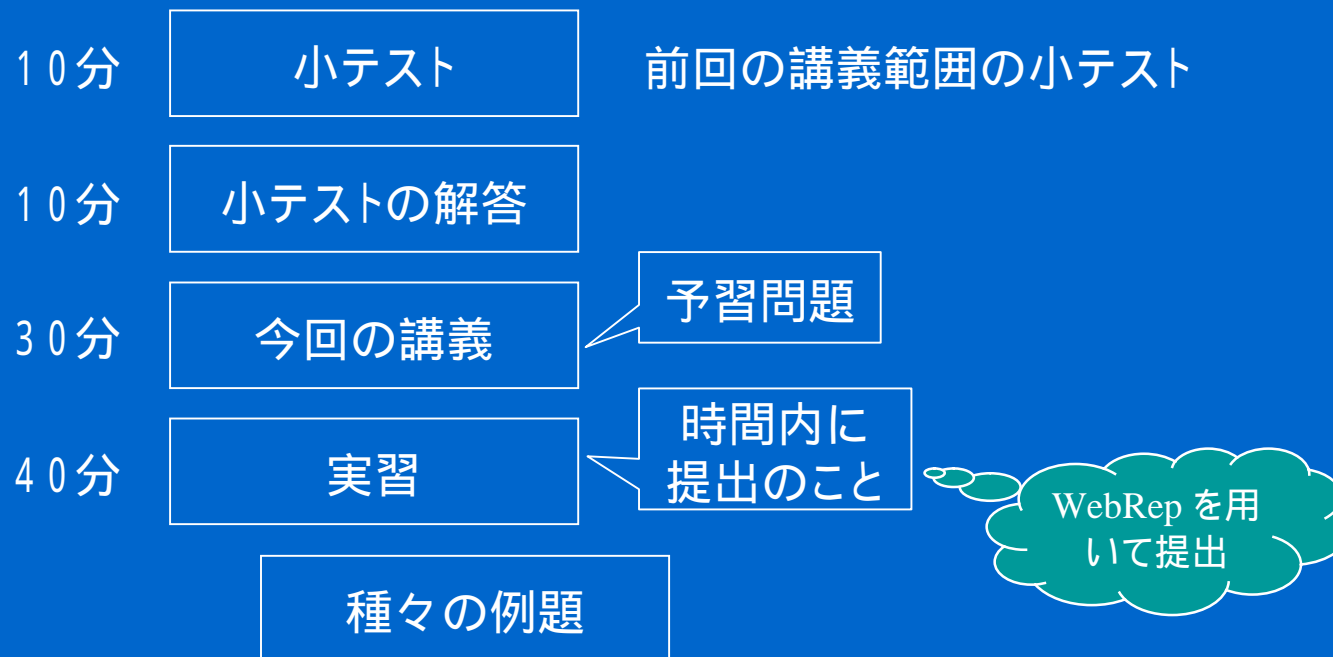 10分
小テスト
前回の講義範囲の小テスト
10分
小テストの解答
30分
今回の講義
予習問題
40分
実習
時間内に
提出のこと
WebRep を用
いて提出
種々の例題